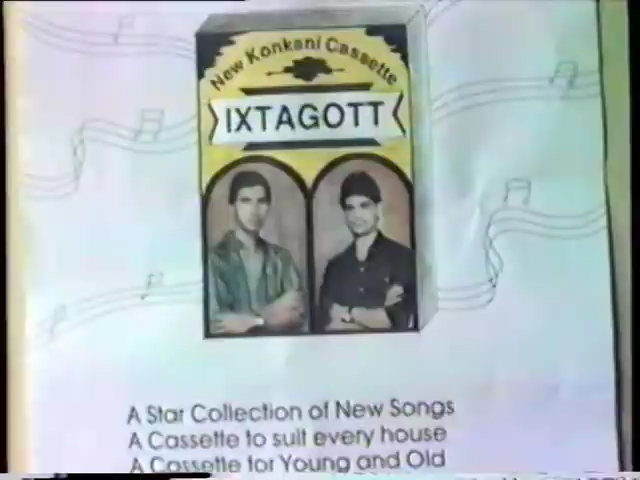 New Konkani Cassette
IXTAGOTT
A Star Collection of New Songs
A Cassette to suit every house
A Cassette for Young and Old